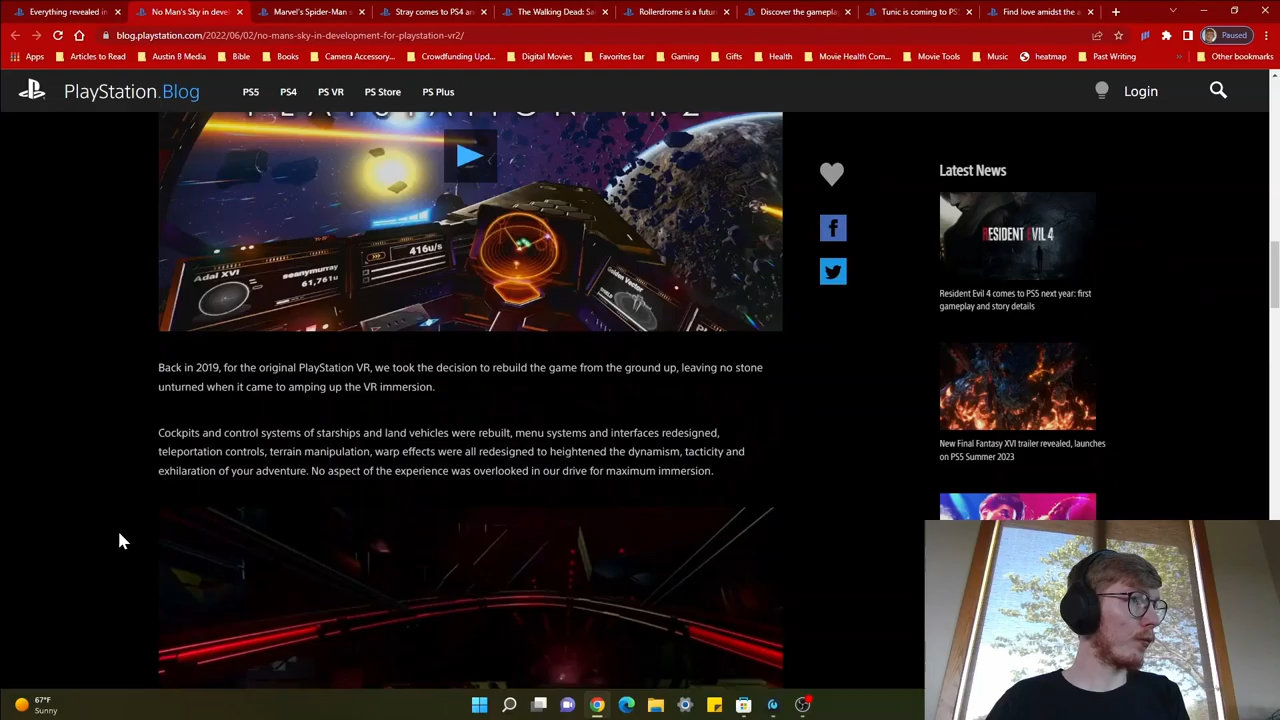 Everything revealed in
No Man's Sky in deve
Marvel's Spider-Man
Stray comes to PS4 an
The Walking Dead: Sa
Rollerdrome is a futur
Discover the gamepla
Tunic is coming to PS
Find love amidst the a
blog.playstation.com/2022/06/02/no-mans-sky-in-development-for-playstation-vr2/
Paused
Apps
Articles to Read
Austin B Media
Bible
Books
Camera Accessory...
Crowdfunding Upd...
Digital Movies
Favorites bar
Gaming
Gifts
Health
Movie Health Com...
Movie Tools
Music
heatmap
Past Writing
»
Other bookmarks
PlayStation.Blog
PS5
PS4
PS VR
PS Store
PS Plus
Login
PLAYSTATION VR2
Adal XVI
seanymurray
61,761u
416u/s
Golden Vector
Back in 2019, for the original PlayStation VR, we took the decision to rebuild the game from the ground up, leaving no stone
unturned when it came to amping up the VR immersion.
Cockpits and control systems of starships and land vehicles were rebuilt, menu systems and interfaces redesigned,
teleportation controls, terrain manipulation, warp effects were all redesigned to heightened the dynamism, tacticity and
exhilaration of your adventure. No aspect of the experience was overlooked in our drive for maximum immersion.
Latest News
RESIDENT EVIL 4
Resident Evil 4 comes to PS5 next year: first
gameplay and story details
New Final Fantasy XVI trailer revealed, launches
on PS5 Summer 2023
67°F
Sunny